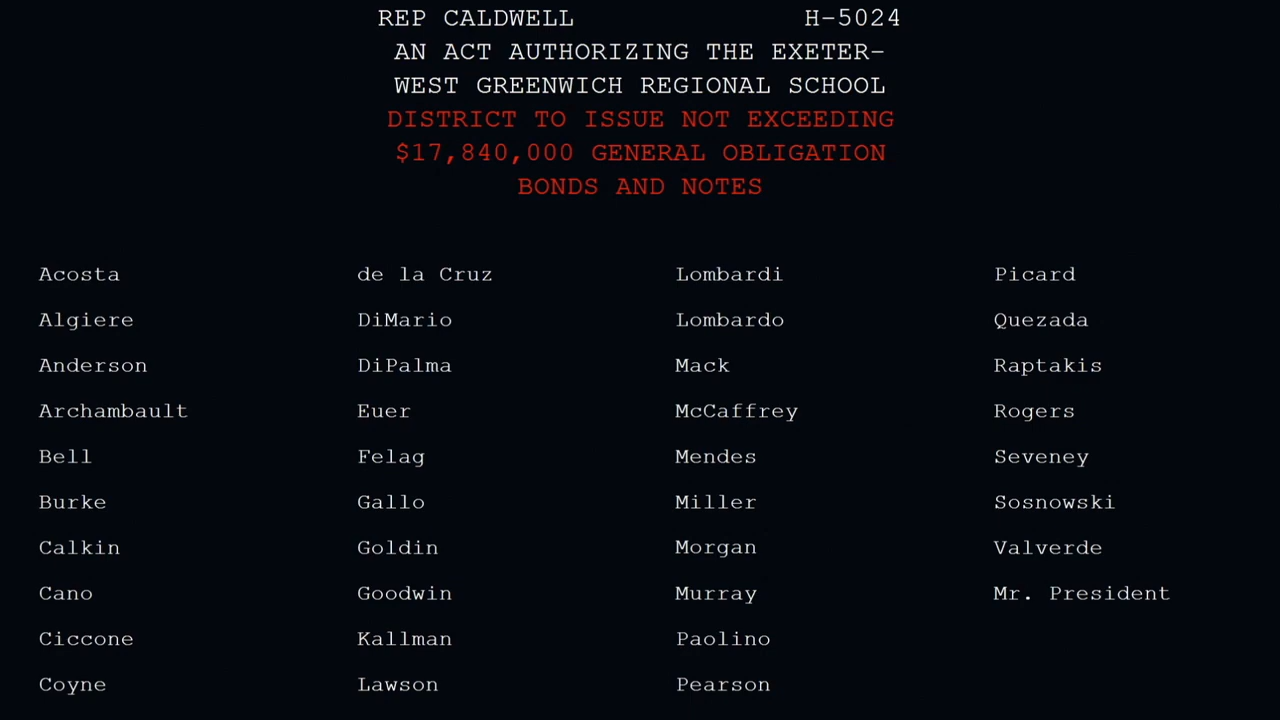 REP CALDWELL H-5024
AN ACT AUTHORIZING THE EXETER-
WEST GREENWICH REGIONAL SCHOOL
DISTRICT TO ISSUE NOT EXCEEDING
$17,840,000 GENERAL OBLIGATION
BONDS AND NOTES
Acosta de la Cruz Lombardi Picard
Algiere DiMario Lombardo Quezada
Anderson DiPalma Mack Raptakis
Archambault Euer McCaffrey Rogers
Bell Felag Mendes Seveney
Burke Gallo Miller Sosnowski
Calkin Goldin Morgan Valverde
Cano Goodwin Murray Mr. President
Ciccone Kallman Paolino
Coyne Lawson Pearson